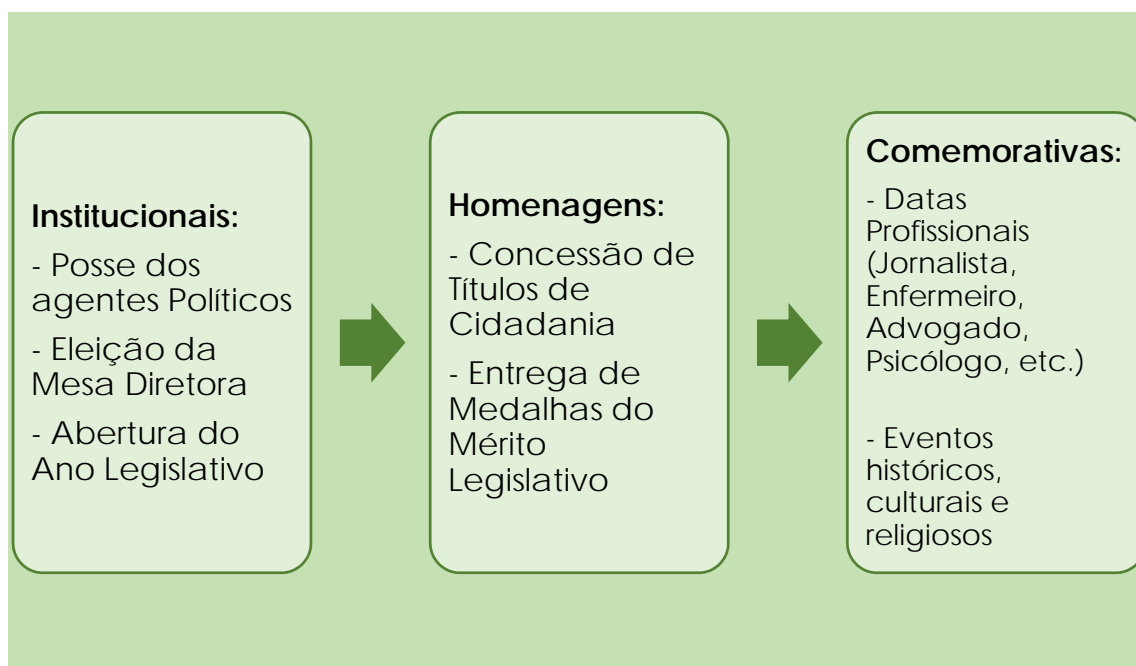 Institucionais:
- Posse dos
agentes Políticos
- Eleição da
Mesa Diretora
- Abertura do
Ano Legislativo
Homenagens:
- Concessão de
Títulos de
Cidadania
- Entrega de
Medalhas do
Mérito
Legislativo
Comemorativas:
- Datas
Profissionais
(Jornalista,
Enfermeiro,
Advogado,
Psicólogo, etc.)
- Eventos
históricos,
culturais e
religiosos